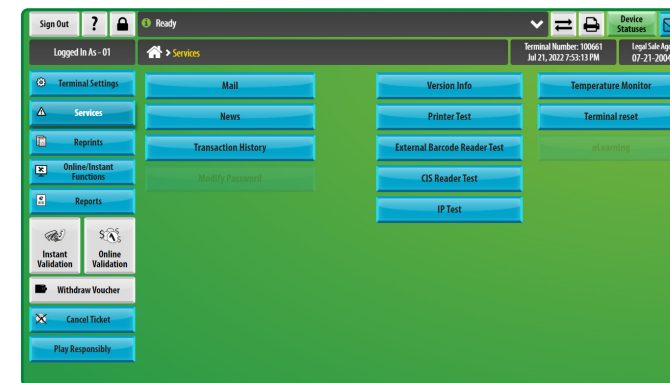 Sign Out
?
Ready
Device
Statuses
Logged In As - 01
> Services
Terminal Number: 100661
Jul 21, 2022 7:53:13 PM
Legal Sale Age
07-21-2004
Terminal Settings
Mail
Version Info
Temperature Monitor
Services
News
Printer Test
Terminal reset
Reprints
Transaction History
External Barcode Reader Test
eLearning
Online/Instant
Functions
Modify Password
CIS Reader Test
Reports
IP Test
Instant
Validation
Online
Validation
Withdraw Voucher
Cancel Ticket
Play Responsibly